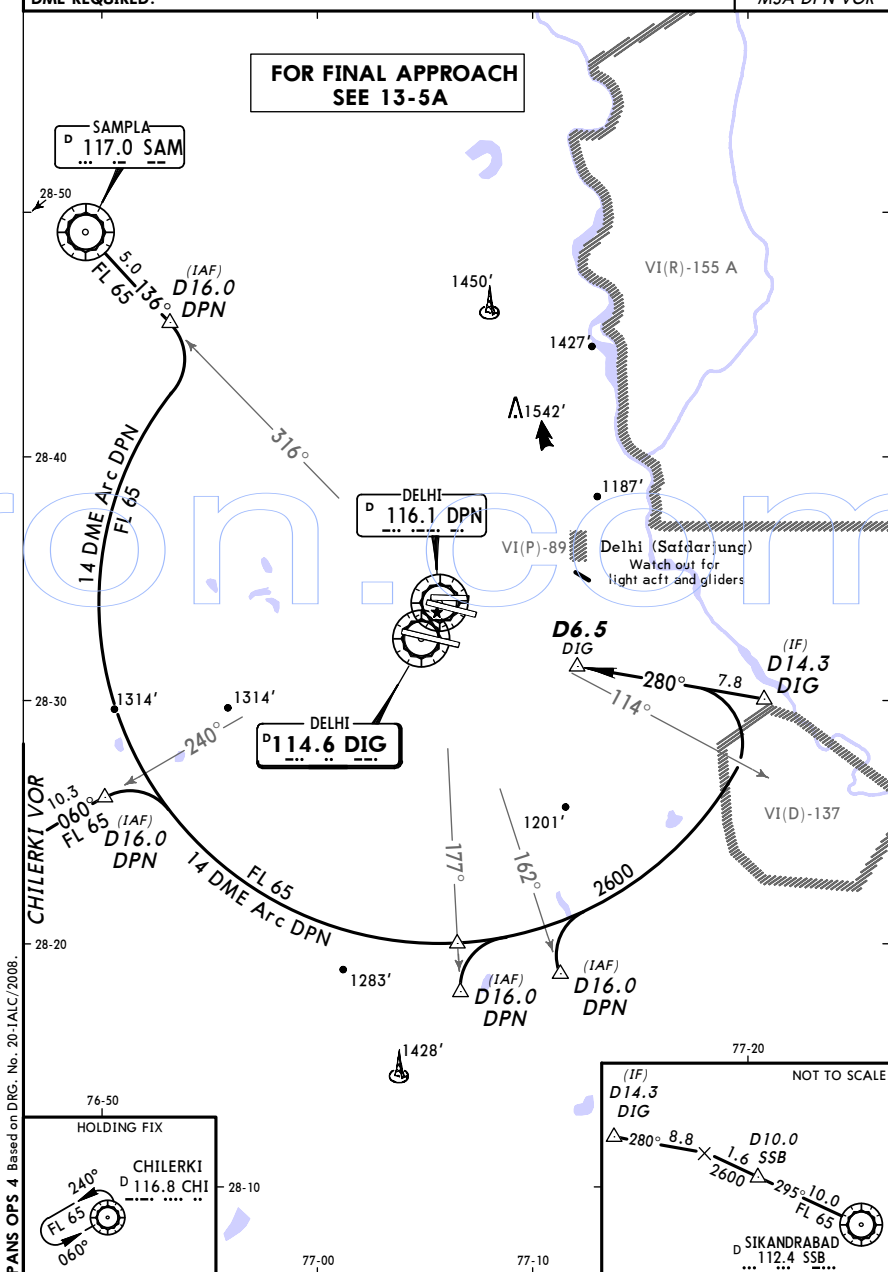 DME REQUIRED.
MSA DPN VOR
FOR FINAL APPROACH
SEE 13-5A
SAMPLA
D 117.0 SAM
28-50
5.0
136°
FL 65
(IAF)
D16.0
DPN
1450'
VI(R)-155 A
1427'
316°
1542'
14 DME Arc DPN
FL 65
28-40
1187'
DELHI
D 116.1 DPN
VI(P)-89
Delhi (Safdarjung)
Watch out for
light acft and gliders
ron.com
D6.5
DIG
(IF)
D14.3
DIG
280°
7.8
114°
28-30
1314'
1314'
240°
DELHI
D 114.6 DIG
CHILERKI VOR
10.3
060°
FL 65
(IAF)
D16.0
DPN
VI(D)-137
1201'
177°
162°
FL 65
14 DME Arc DPN
2600
28-20
1283'
(IAF)
D16.0
DPN
(IAF)
D16.0
DPN
1428'
77-20
76-50
HOLDING FIX
CHILERKI
D 116.8 CHI
240°
FL 65
060°
28-10
77-00
77-10
(IF)
D14.3
DIG
NOT TO SCALE
280°
8.8
D10.0
SSB
1.6
2600
295°
10.0
FL 65
SIKANDRABAD
D 112.4 SSB
PANS OPS 4 Based on DRG. No. 20-IALC/2008.